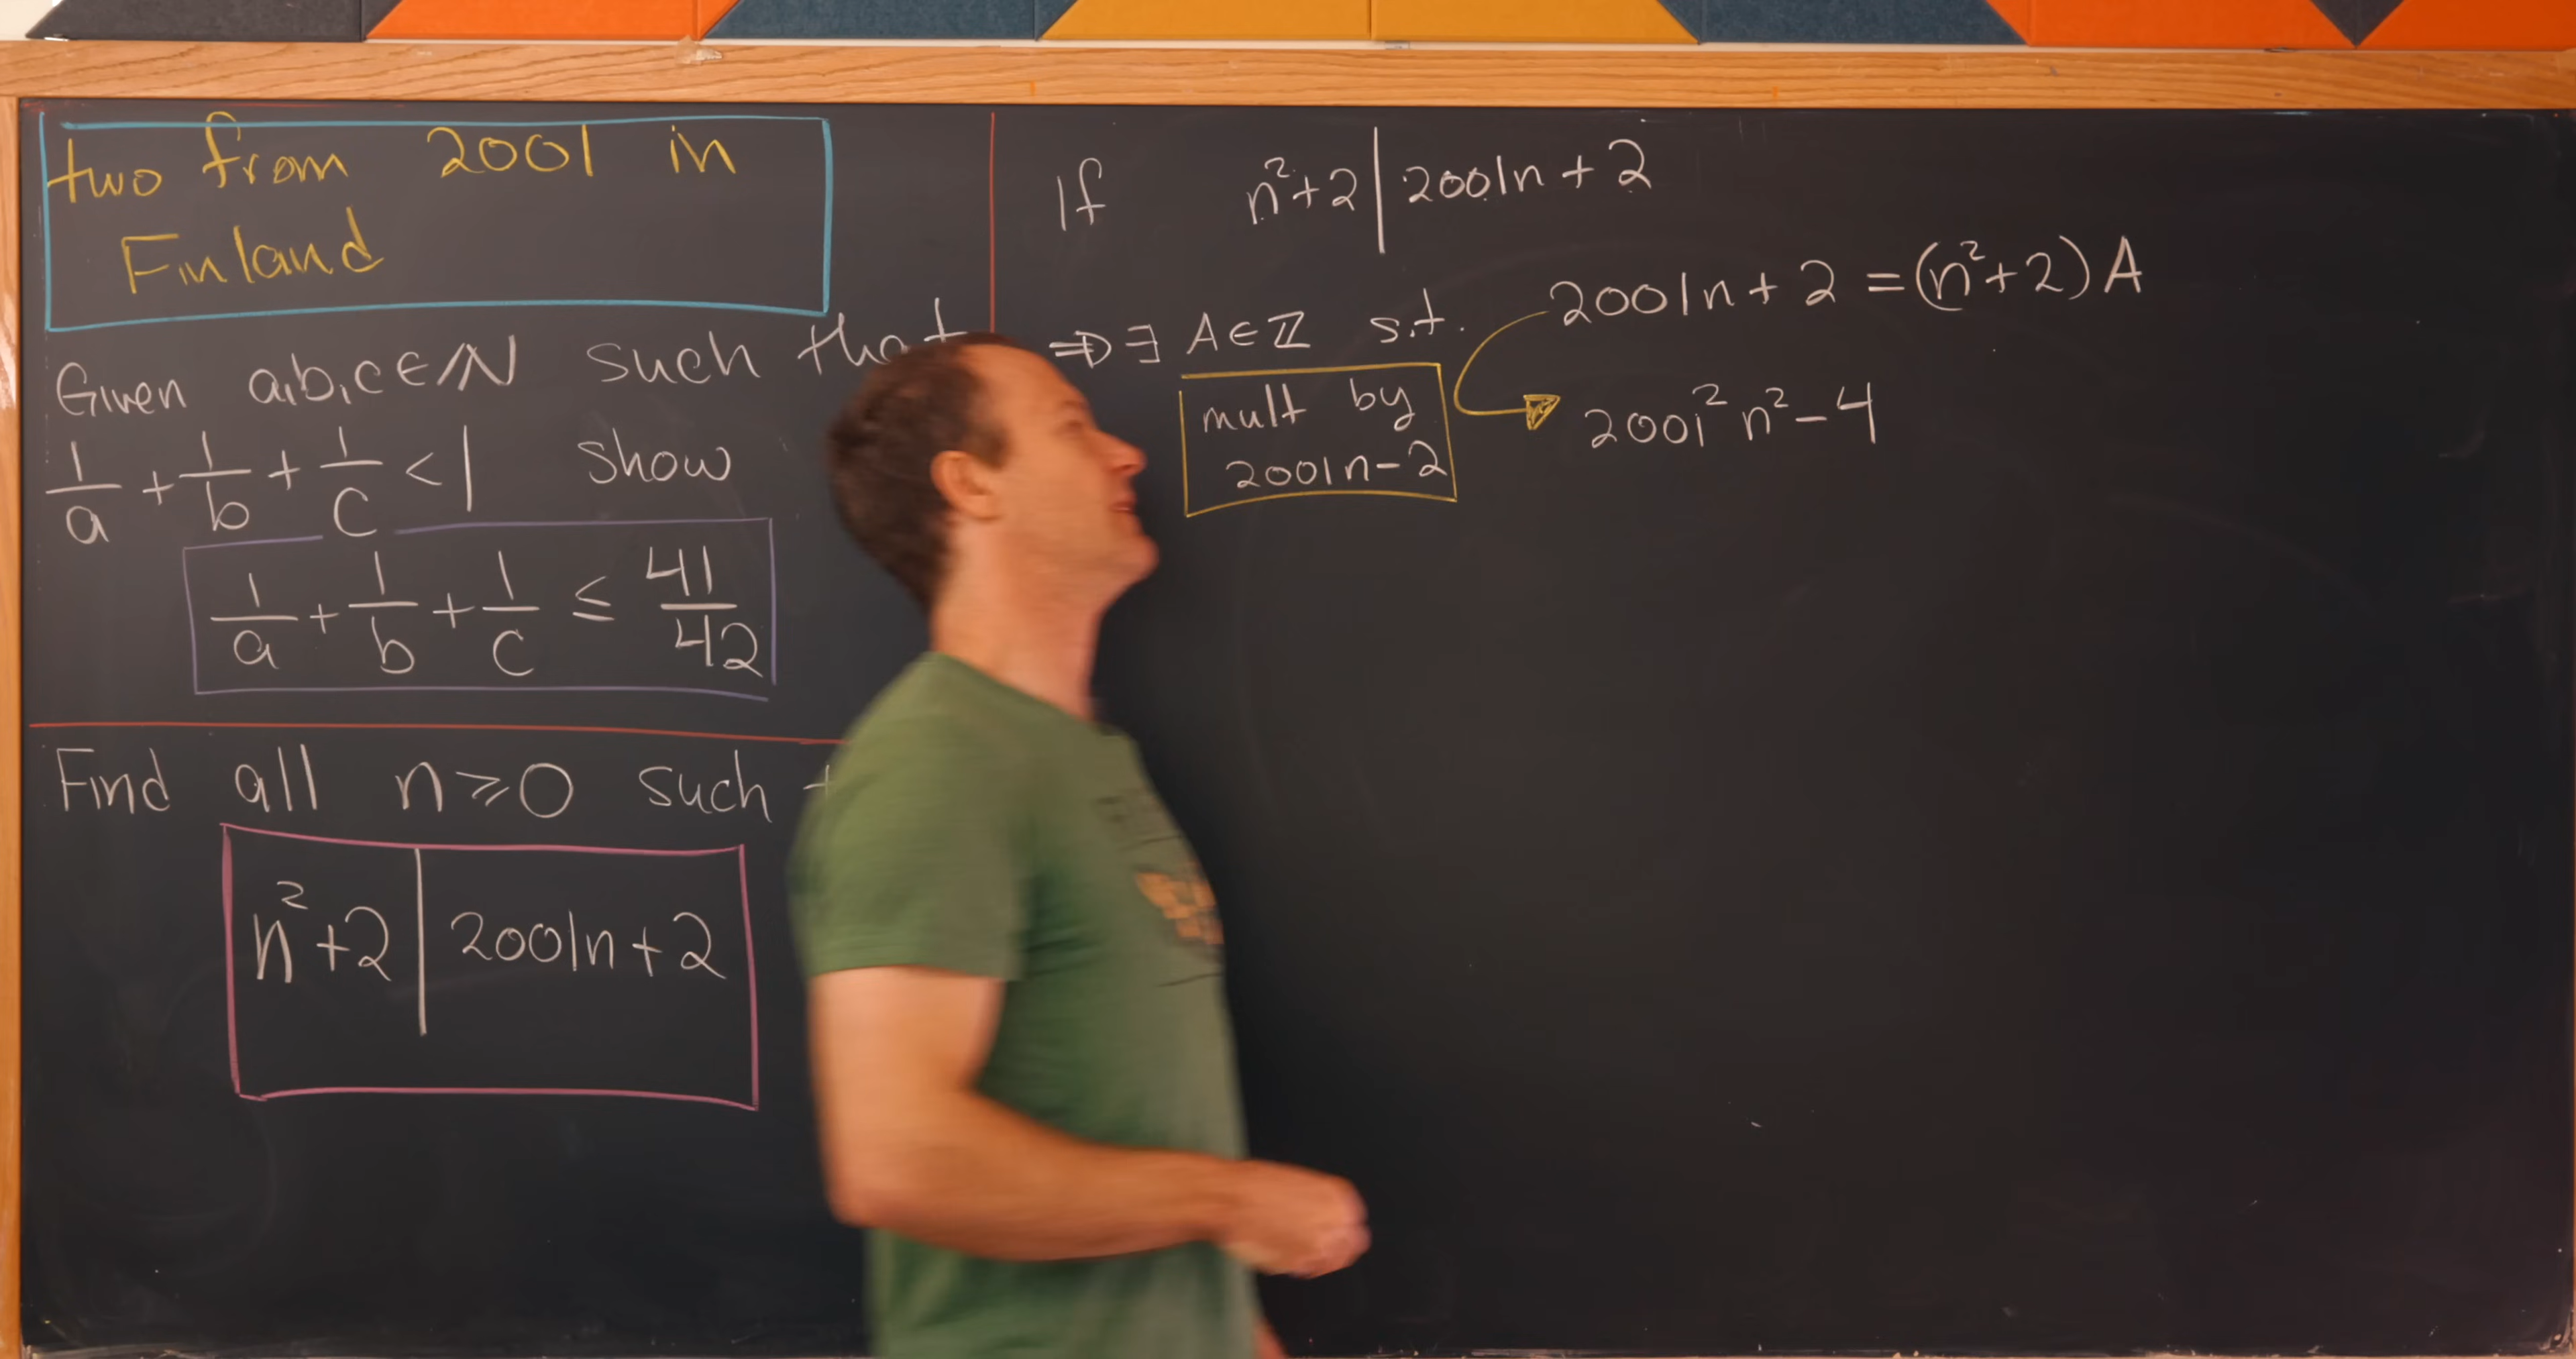 two from 2001 in
Finland
Given a,b,c ∈ ℕ such that
1/a + 1/b + 1/c < 1 show
1/a + 1/b + 1/c ≤ 41/42
Find all n ≥ 0 such
n² + 2 | 2001n + 2
If n² + 2 | 2001n + 2
⇒ ∃ A ∈ ℤ s.t. 2001n + 2 = (n² + 2) A
mult by
2001n - 2
2001² n² - 4